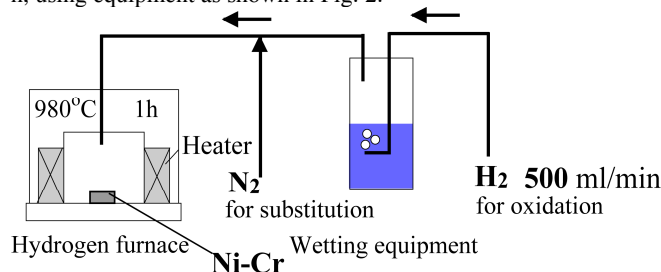 n, using equipment as shown in Fig. 2.
980°C 1h
Heater
N2
for substitution
H2 500 ml/min
for oxidation
Hydrogen furnace
Wetting equipment
Ni-Cr